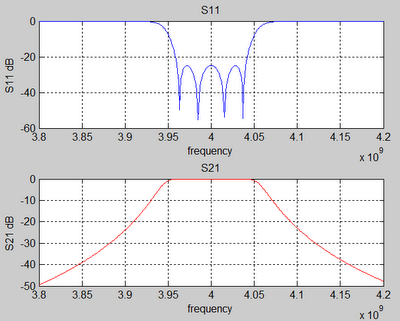 S11
0
-20
-40
-60
S11 dB
3.8 3.85 3.9 3.95 4 4.05 4.1 4.15 4.2
frequency
x 10^9
S21
0
-10
-20
-30
-40
-50
S21 dB
3.8 3.85 3.9 3.95 4 4.05 4.1 4.15 4.2
frequency
x 10^9